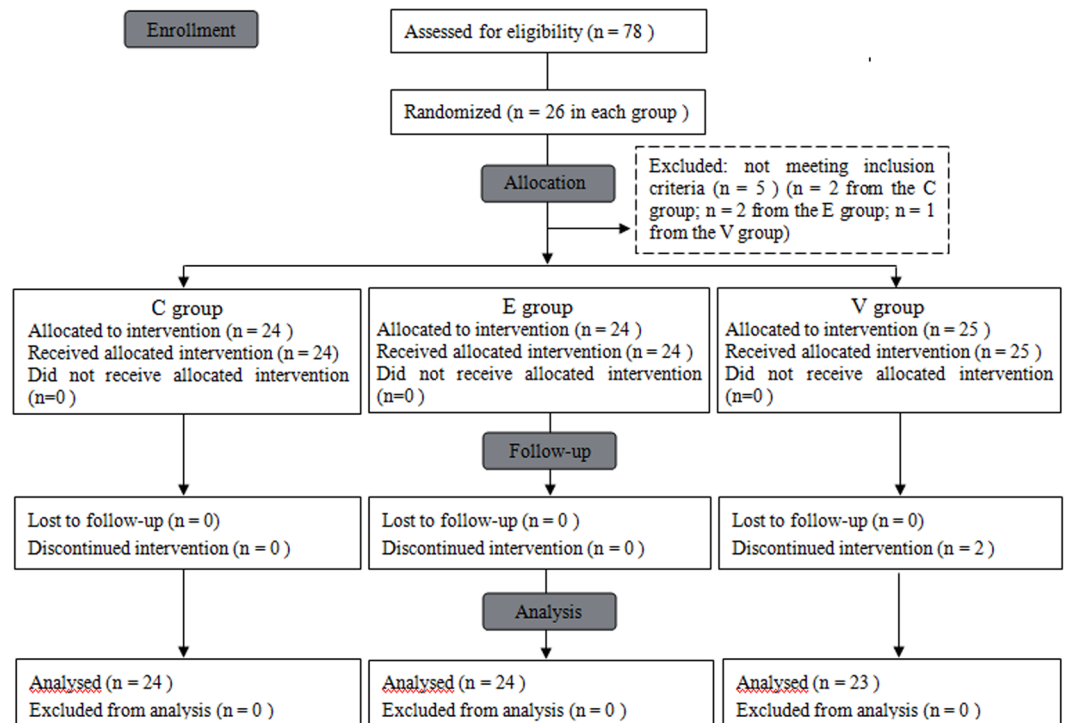 Enrollment
Assessed for eligibility (n = 78 )
Randomized (n = 26 in each group )
Allocation
Excluded: not meeting inclusion
criteria (n = 5 ) (n = 2 from the C
group; n = 2 from the E group; n = 1
from the V group)
C group
Allocated to intervention (n = 24 )
Received allocated intervention (n = 24)
Did not receive allocated intervention
(n=0 )
E group
Allocated to intervention (n = 24 )
Received allocated intervention (n = 24 )
Did not receive allocated intervention
(n=0 )
V group
Allocated to intervention (n = 25 )
Received allocated intervention (n = 25 )
Did not receive allocated intervention
(n=0 )
Follow-up
Lost to follow-up (n = 0)
Discontinued intervention (n = 0 )
Lost to follow-up (n = 0 )
Discontinued intervention (n = 0 )
Lost to follow-up (n = 0)
Discontinued intervention (n = 2 )
Analysis
Analysed (n = 24 )
Excluded from analysis (n = 0 )
Analysed (n = 24 )
Excluded from analysis (n = 0 )
Analysed (n = 23 )
Excluded from analysis (n = 0 )